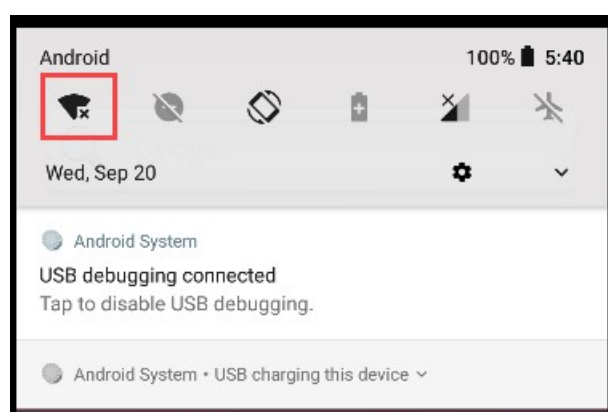 Android 100% 5:40
Wed, Sep 20
Android System
USB debugging connected
Tap to disable USB debugging.
Android System • USB charging this device